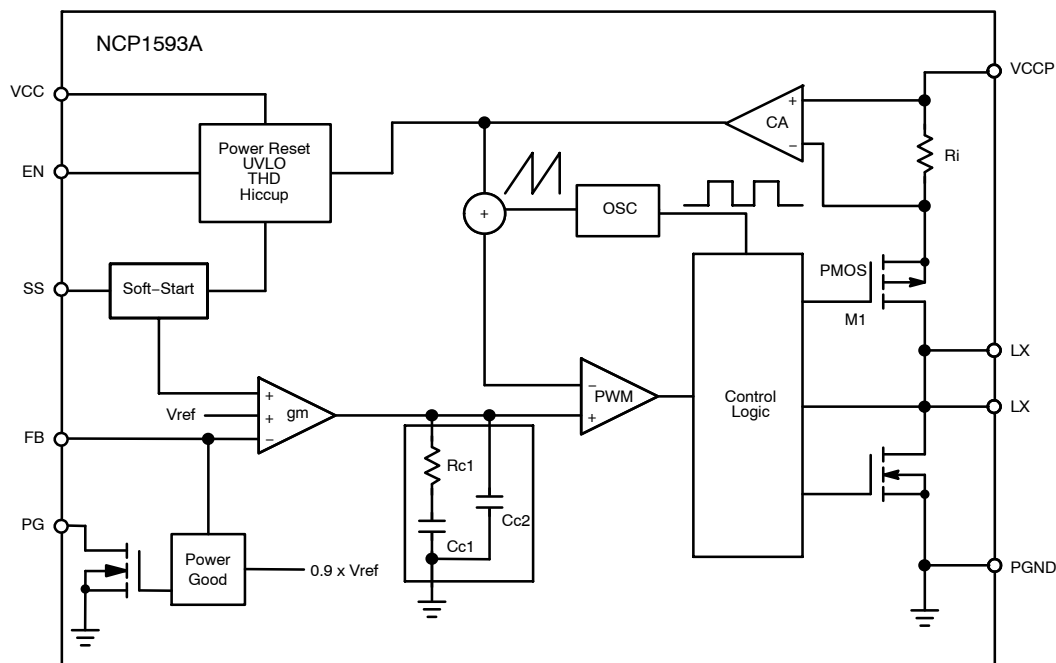 NCP1593A
VCC
VCCP
Power Reset
UVLO
THD
Hiccup
+
CA
−
Ri
EN
+
OSC
SS
Soft−Start
PMOS
M1
LX
Vref
+
+
−
gm
−
PWM
+
Control
Logic
LX
FB
Rc1
Cc2
Cc1
PG
Power
Good
0.9 x Vref
PGND